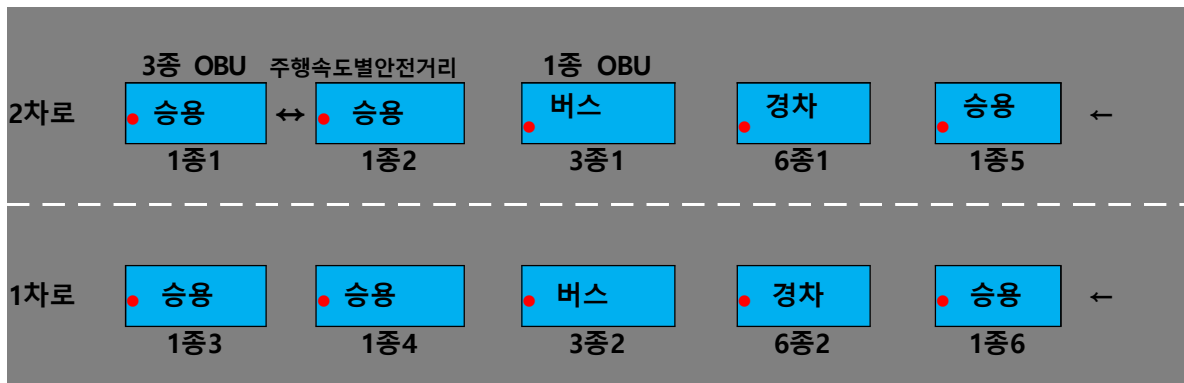 3종 OBU 주행속도별안전거리 1종 OBU
2차로 승용 ↔ 승용 버스 경차 승용 ←
1종1 1종2 3종1 6종1 1종5
1차로 승용 승용 버스 경차 승용 ←
1종3 1종4 3종2 6종2 1종6